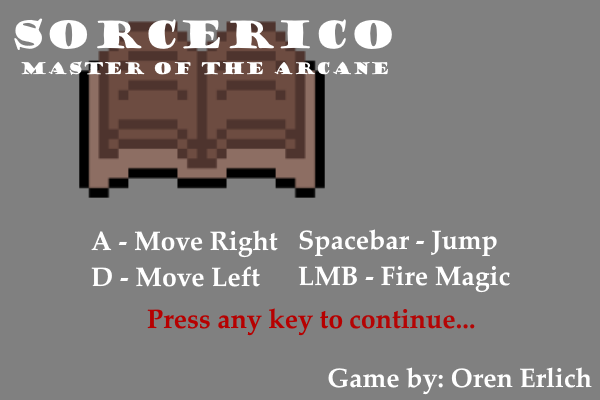 SORCERICO
MASTER OF THE ARCANE
A - Move Right
Spacebar - Jump
D - Move Left
LMB - Fire Magic
Press any key to continue...
Game by: Oren Erlich